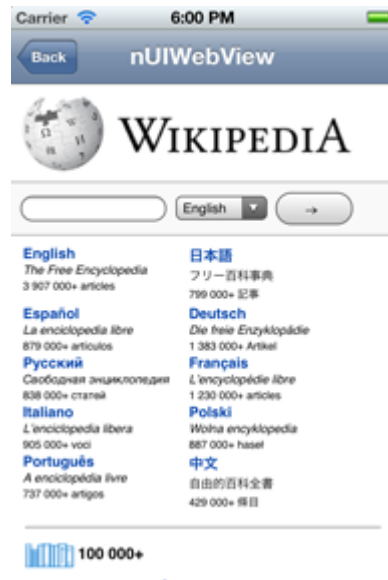 Carrier 6:00 PM
Back nUIWebView
WIKIPEDIA
English →
English
The Free Encyclopedia
3 907 000+ articles
日本語
フリー百科事典
799 000+ 記事
Español
La enciclopedia libre
879 000+ artículos
Deutsch
Die freie Enzyklopädie
1 383 000+ Artikel
Русский
Свободная энциклопедия
838 000+ статей
Français
L'encyclopédie libre
1 230 000+ articles
Italiano
L'enciclopedia libera
905 000+ voci
Polski
Wolna encyklopedia
887 000+ haseł
Português
A enciclopédia livre
737 000+ artigos
中文
自由的百科全書
429 000+ 條目
100 000+